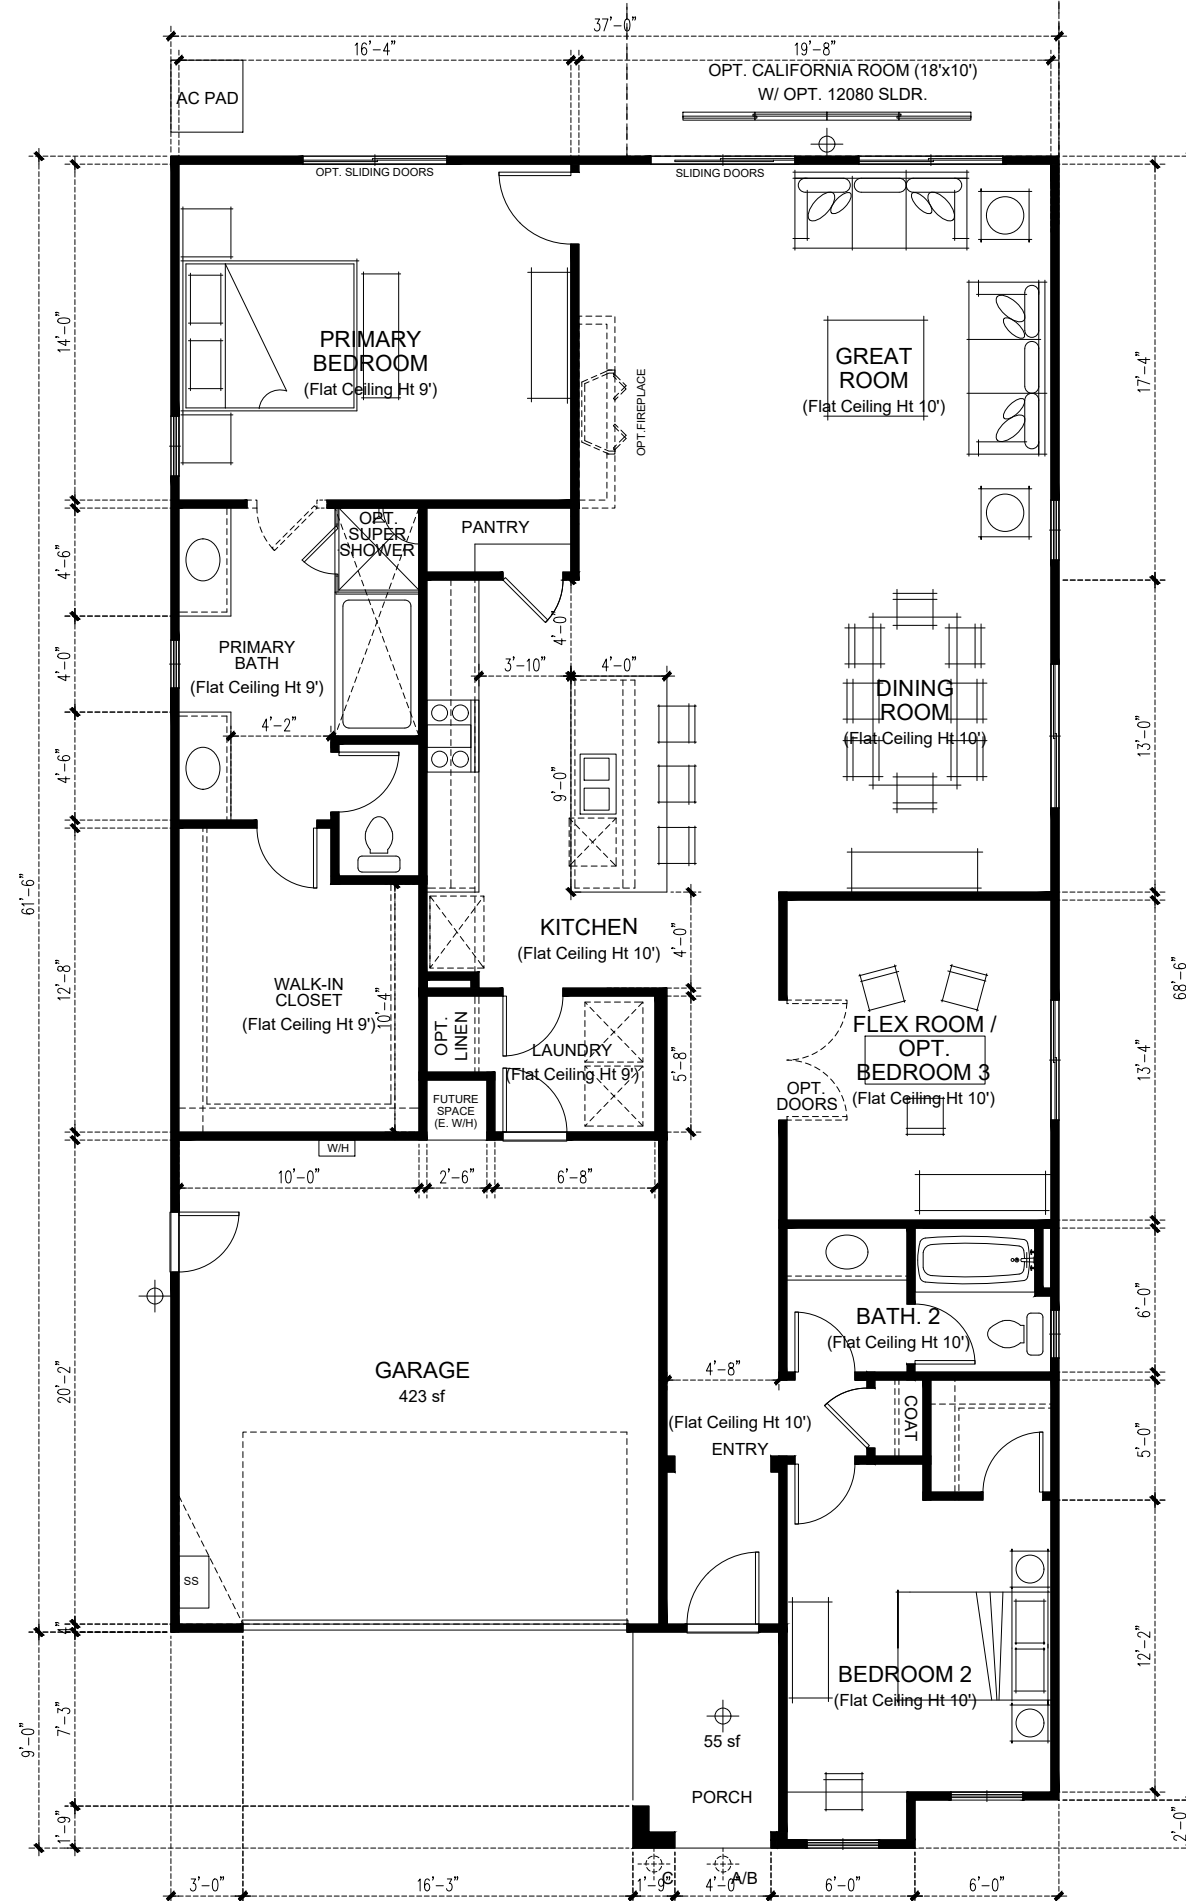 37'-0"
16'-4"
19'-8"
OPT. CALIFORNIA ROOM (18'x10')
W/ OPT. 12080 SLDR.
AC PAD
OPT. SLIDING DOORS
SLIDING DOORS
14'-0"
PRIMARY
BEDROOM
(Flat Ceiling Ht 9')
GREAT
ROOM
(Flat Ceiling Ht 10')
17'-4"
OPT.FIREPLACE
OPT.
SUPER
SHOWER
PANTRY
4'-6"
4'-0"
PRIMARY
BATH
(Flat Ceiling Ht 9')
4'-0"
3'-10"
4'-0"
DINING
ROOM
(Flat Ceiling Ht 10')
13'-0"
4'-2"
4'-6"
9'-0"
61'-6"
KITCHEN
(Flat Ceiling Ht 10')
4'-0"
68'-6"
12'-8"
WALK-IN
CLOSET
(Flat Ceiling Ht 9')
10'-4"
OPT.
LINEN
LAUNDRY
(Flat Ceiling Ht 9')
5'-8"
FLEX ROOM /
OPT.
BEDROOM 3
(Flat Ceiling Ht 10')
OPT.
DOORS
13'-4"
FUTURE
SPACE
(E. W/H)
W/H
10'-0"
2'-6"
6'-8"
BATH. 2
(Flat Ceiling Ht 10')
6'-0"
GARAGE
423 sf
20'-2"
4'-8"
(Flat Ceiling Ht 10')
ENTRY
COAT
5'-0"
SS
4"
BEDROOM 2
(Flat Ceiling Ht 10')
12'-2"
9'-0"
7'-3"
55 sf
PORCH
1'-9"
2'-0"
C
A/B
3'-0"
16'-3"
1'-9"
4'-0"
6'-0"
6'-0"